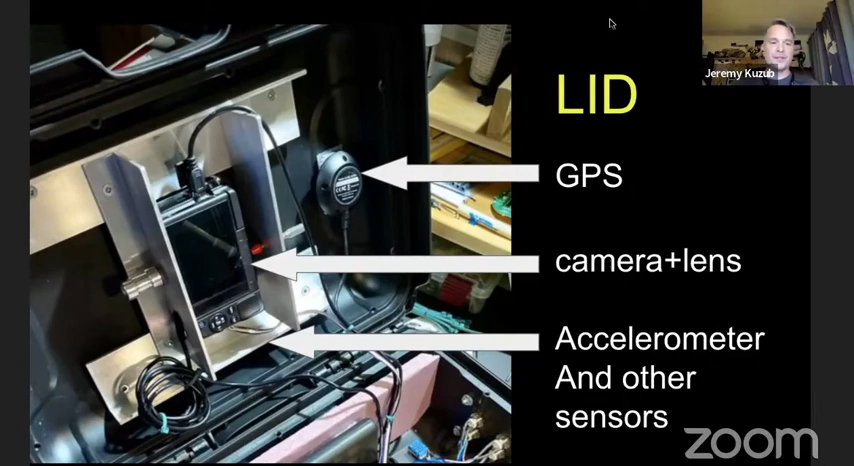 Jeremy Kuzub
LID
GPS
camera+lens
Accelerometer
And other
sensors
zoom